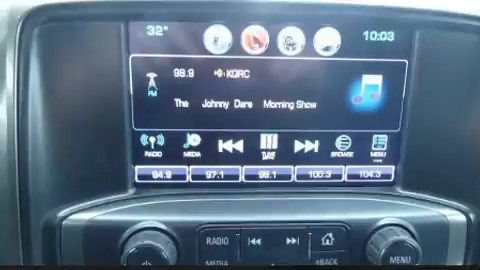 32° 10:03
98.9 KQRC
FM
The Johnny Dare Morning Show
RADIO MEDIA BROWSE MENU
94.9 97.1 98.1 100.3 104.3
RADIO
MENU
MEDIA BACK